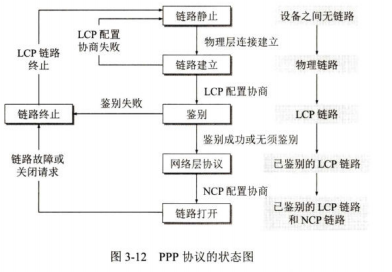 链路静止
设备之间无链路
LCP 配置
协商失败
LCP 链路
终止
物理层连接建立
链路建立
物理链路
LCP 配置协商
鉴别失败
链路终止
鉴别
LCP 链路
鉴别成功或无须鉴别
链路故障或
关闭请求
网络层协议
已鉴别的 LCP 链路
NCP 配置协商
链路打开
已鉴别的 LCP 链路
和 NCP 链路
图 3-12 PPP 协议的状态图